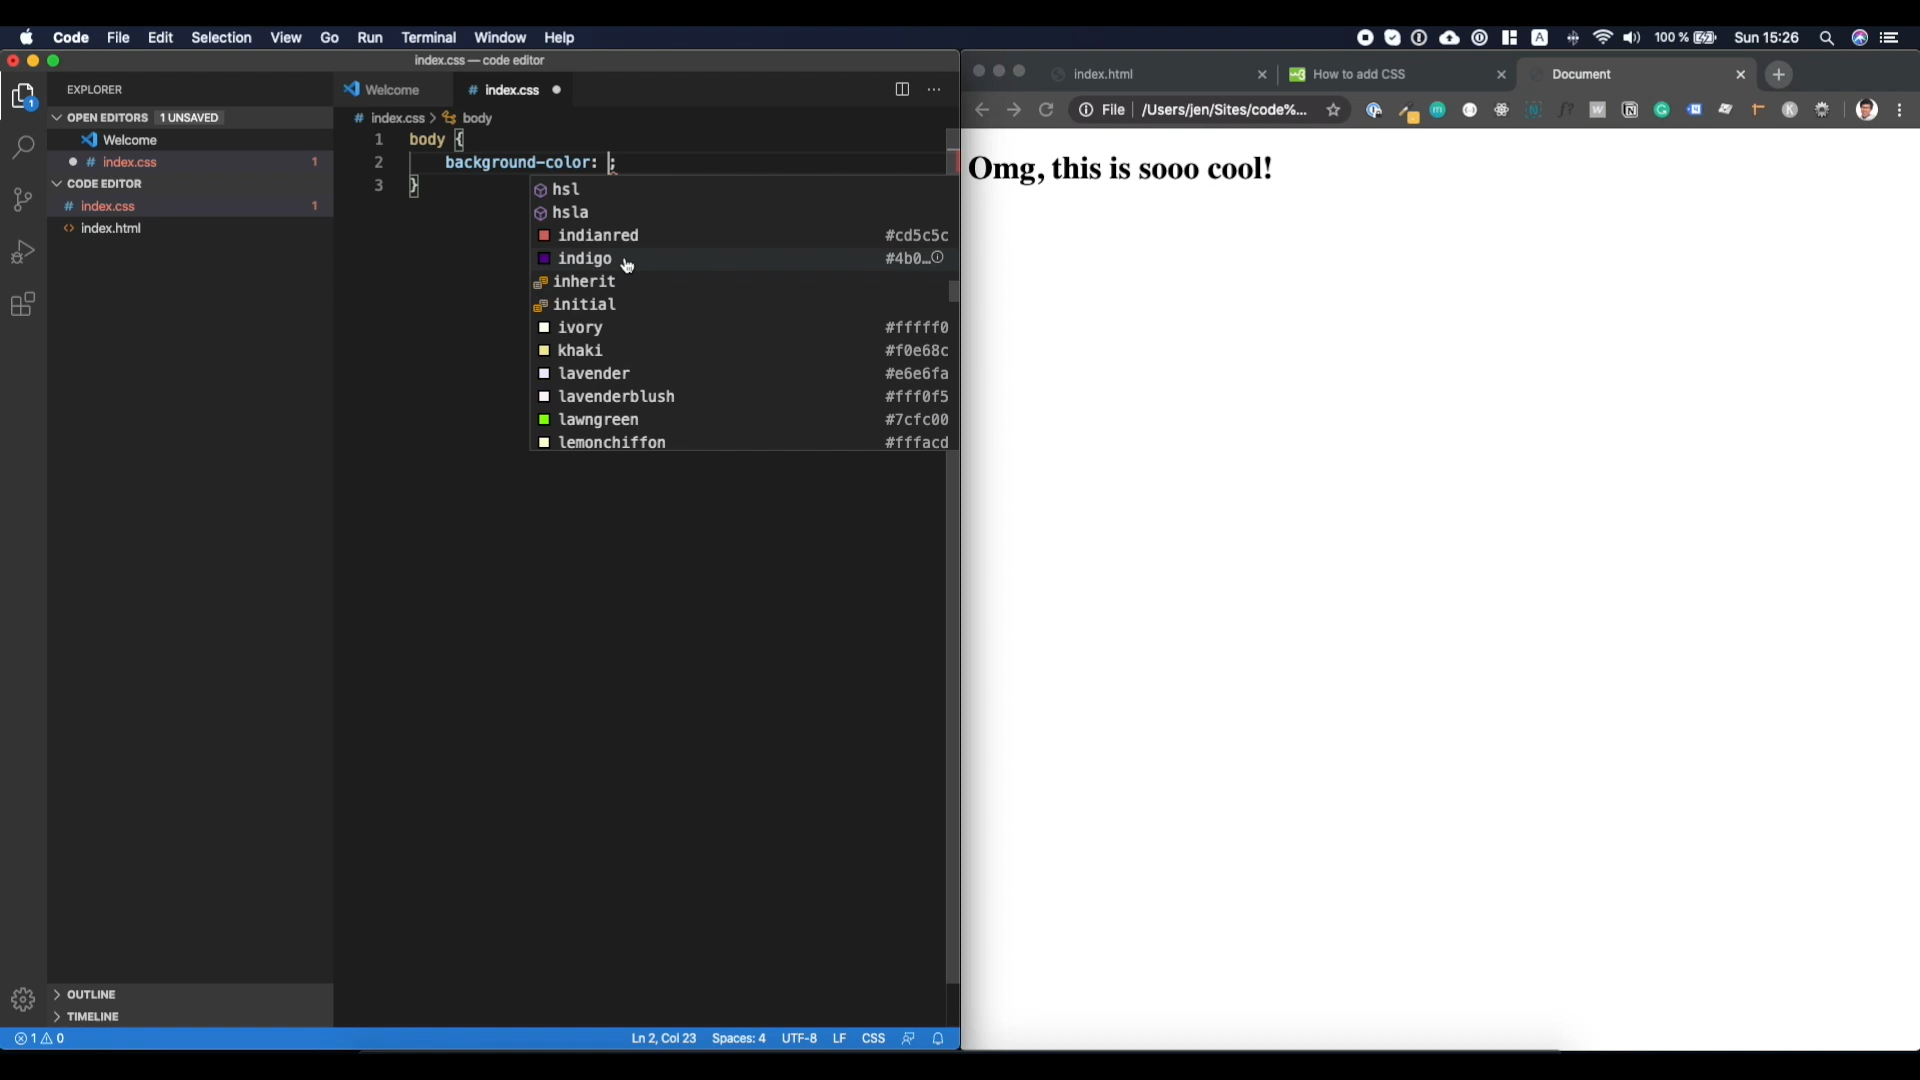 Code File Edit Selection View Go Run Terminal Window Help
100 % Sun 15:26
index.css — code editor
EXPLORER
OPEN EDITORS 1 UNSAVED
Welcome
# index.css 1
CODE EDITOR
# index.css 1
<> index.html
OUTLINE
TIMELINE
Welcome # index.css
# index.css > body
1 body {
2 background-color: ;
3 }
hsl
hsla
indianred #cd5c5c
indigo #4b0…
inherit
initial
ivory #fffff0
khaki #f0e68c
lavender #e6e6fa
lavenderblush #fff0f5
lawngreen #7cfc00
lemonchiffon #fffacd
1 0 Ln 2, Col 23 Spaces: 4 UTF-8 LF CSS
index.html How to add CSS Document
File /Users/jen/Sites/code%...
Omg, this is sooo cool!